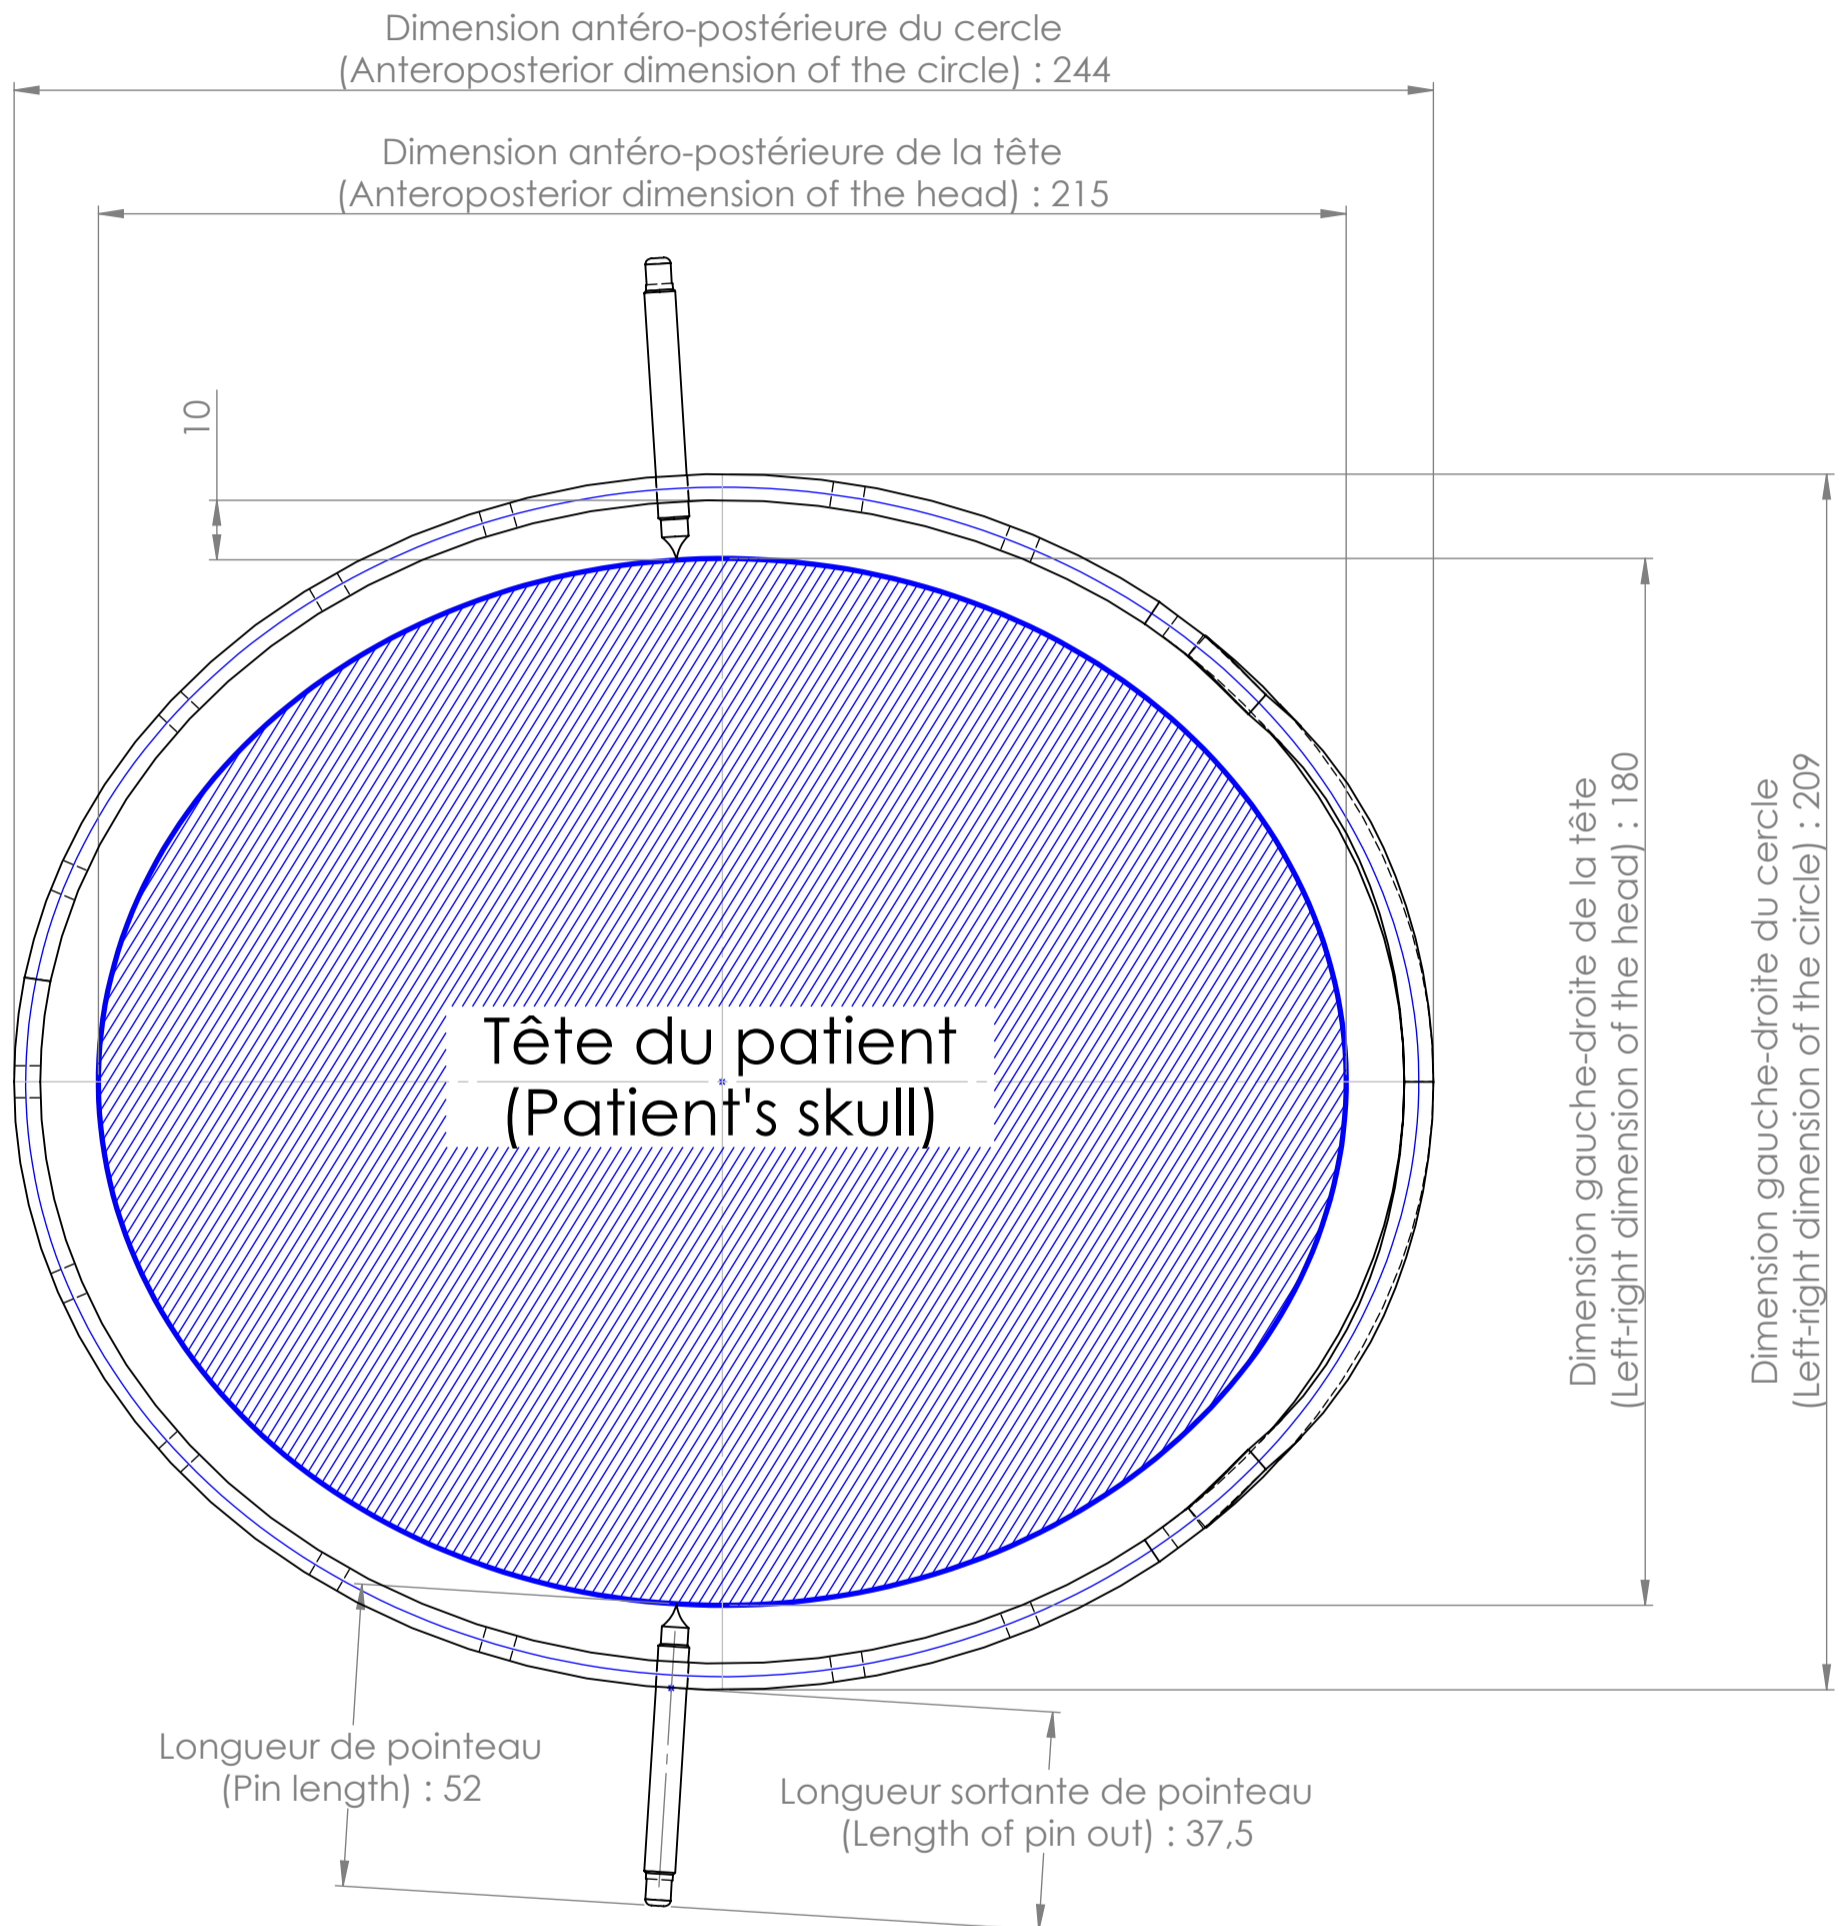 Dimension antéro-postérieure du cercle
(Anteroposterior dimension of the circle) : 244
Dimension antéro-postérieure de la tête
(Anteroposterior dimension of the head) : 215
10
Tête du patient
(Patient's skull)
Dimension gauche-droite de la tête
(Left-right dimension of the head) : 180
Dimension gauche-droite du cercle
(Left-right dimension of the circle) : 209
Longueur de pointeau
(Pin length) : 52
Longueur sortante de pointeau
(Length of pin out) : 37,5